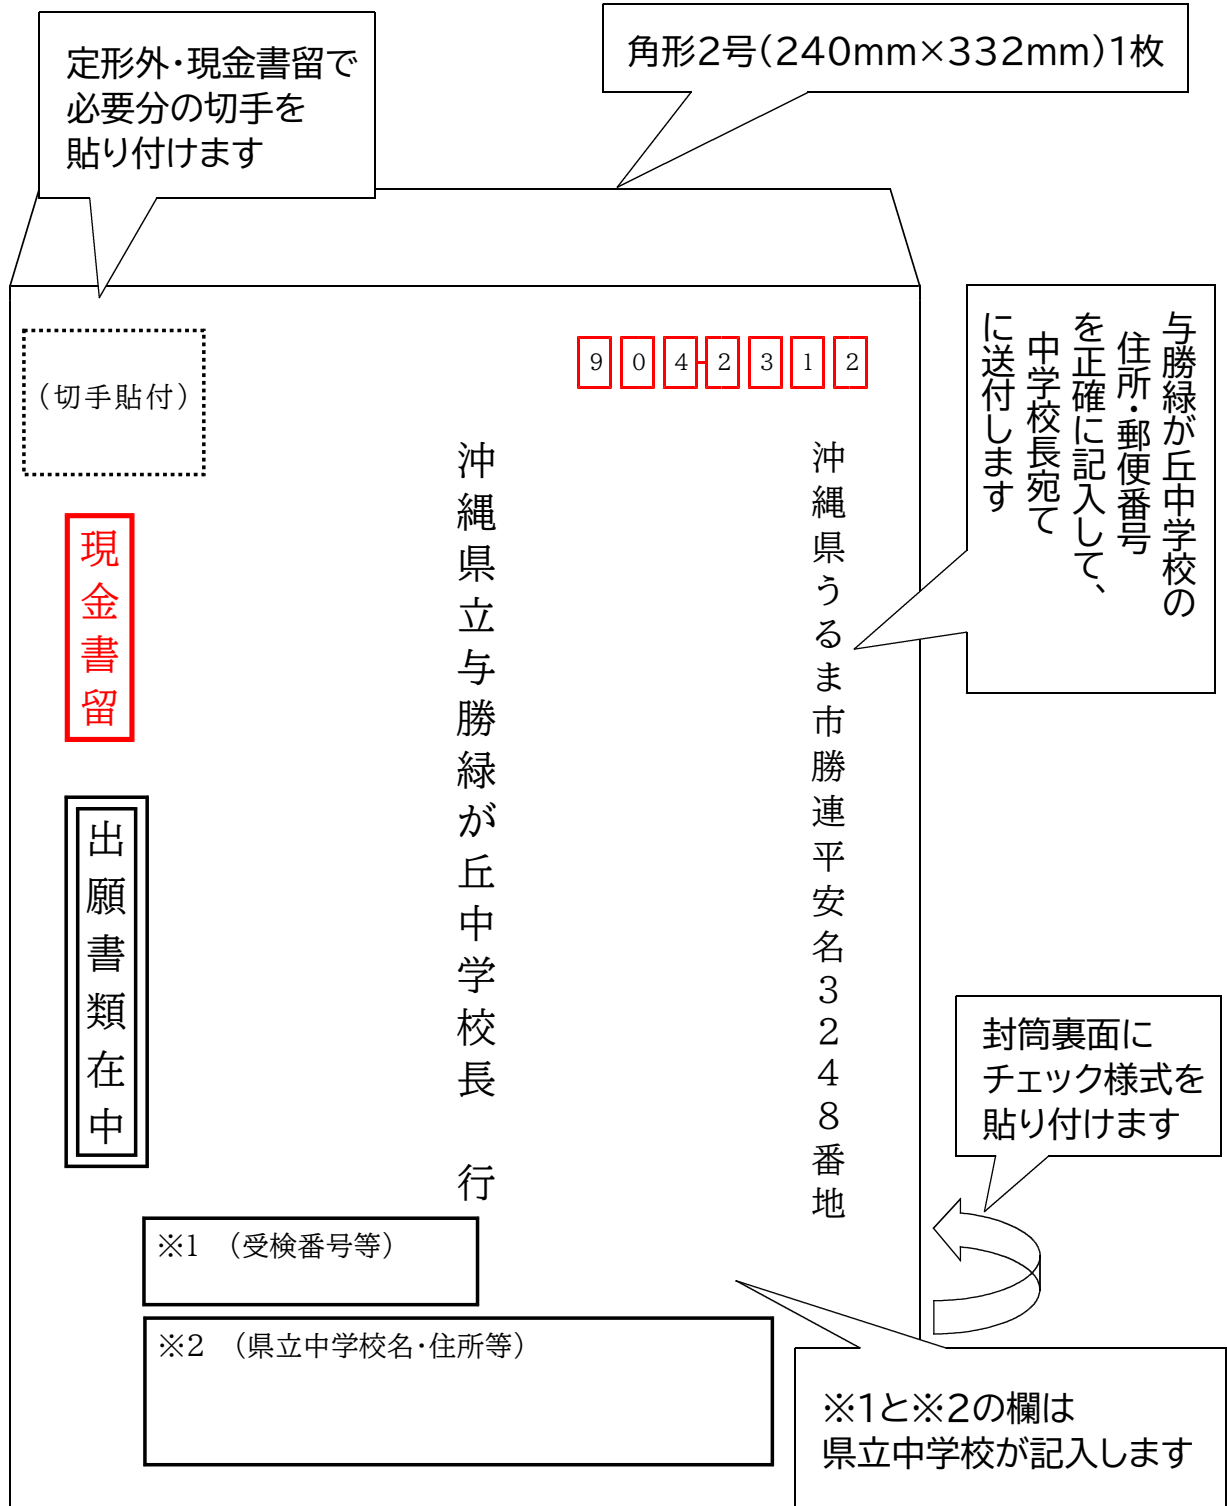 定形外・現金書留で
必要分の切手を
貼り付けます
角形2号(240mm×332mm)1枚
(切手貼付)
904-2312
与勝緑が丘中学校の
住所・郵便番号
を正確に記入して、
中学校長宛て
に送付します
沖縄県うるま市勝連平安名3248番地
沖縄県立与勝緑が丘中学校長　行
現金書留
出願書類在中
封筒裏面に
チェック様式を
貼り付けます
※1　(受検番号等)
※2　(県立中学校名・住所等)
※1と※2の欄は
県立中学校が記入します